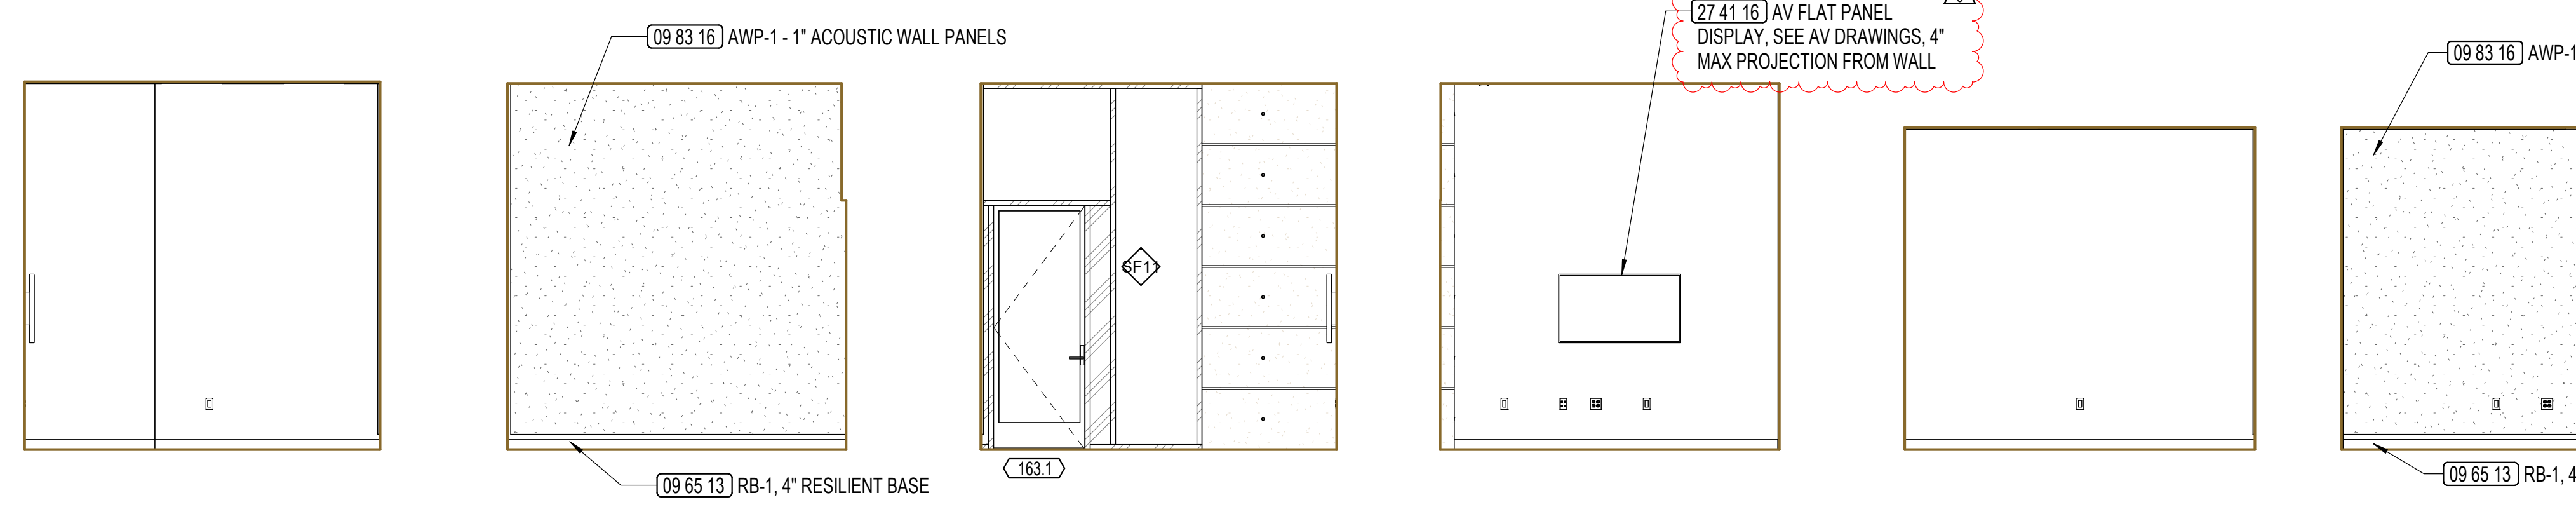 09 83 16 AWP-1 - 1" ACOUSTIC WALL PANELS
27 41 16 AV FLAT PANEL
DISPLAY, SEE AV DRAWINGS, 4"
MAX PROJECTION FROM WALL
09 83 16 AWP-1
SF11
163.1
09 65 13 RB-1, 4" RESILIENT BASE
09 65 13 RB-1, 4